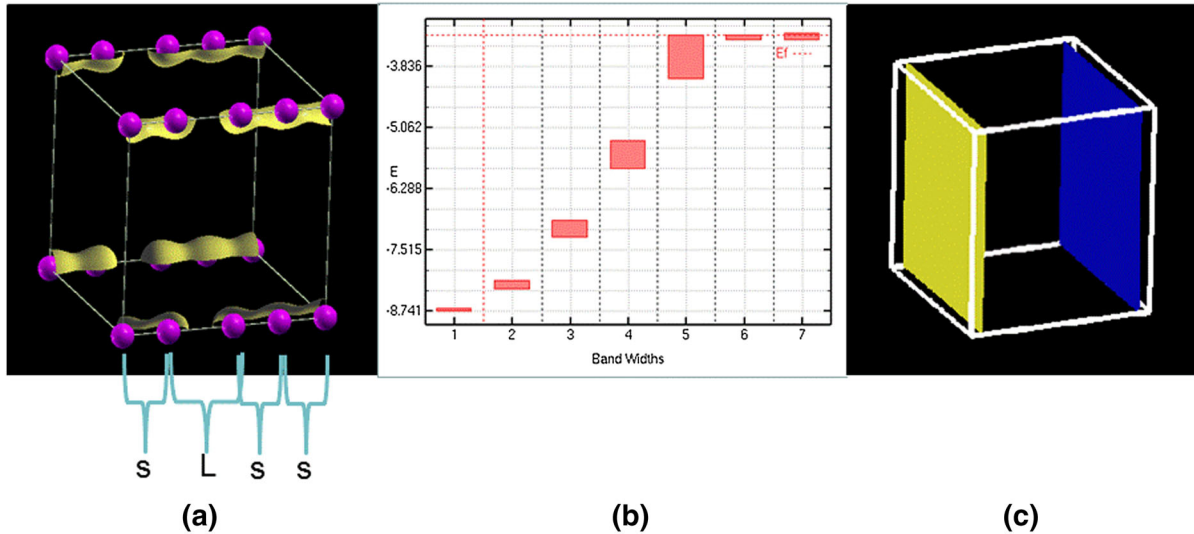 Ef
-3.836
-5.062
E
-6.288
-7.515
-8.741
1 2 3 4 5 6 7
Band Widths
S L S S
(a) (b) (c)